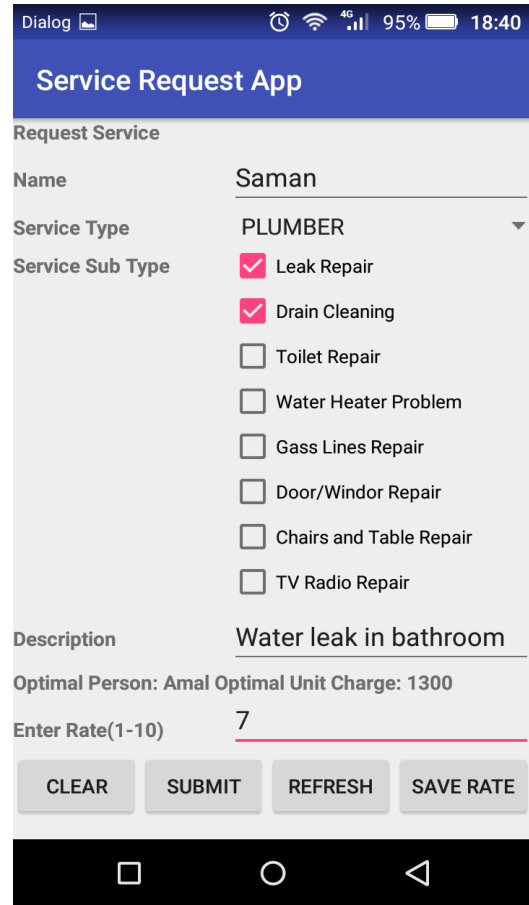 Dialog 4G 95% 18:40
Service Request App
Request Service
Name Saman
Service Type PLUMBER
Service Sub Type Leak Repair
Drain Cleaning
Toilet Repair
Water Heater Problem
Gass Lines Repair
Door/Windor Repair
Chairs and Table Repair
TV Radio Repair
Description Water leak in bathroom
Optimal Person: Amal Optimal Unit Charge: 1300
Enter Rate(1-10) 7
CLEAR SUBMIT REFRESH SAVE RATE